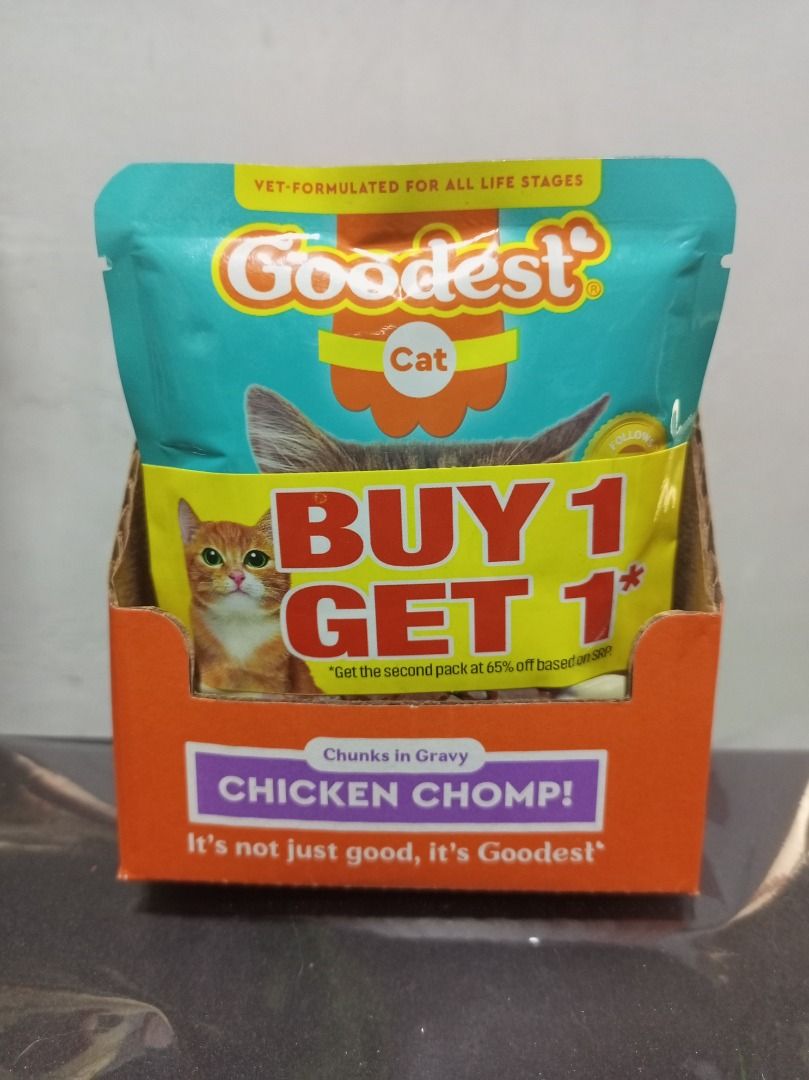 VET-FORMULATED FOR ALL LIFE STAGES
Goodest®
Cat
FOLLOW
BUY 1
GET 1*
*Get the second pack at 65% off based on SRP.
Chunks in Gravy
CHICKEN CHOMP!
It's not just good, it's Goodest